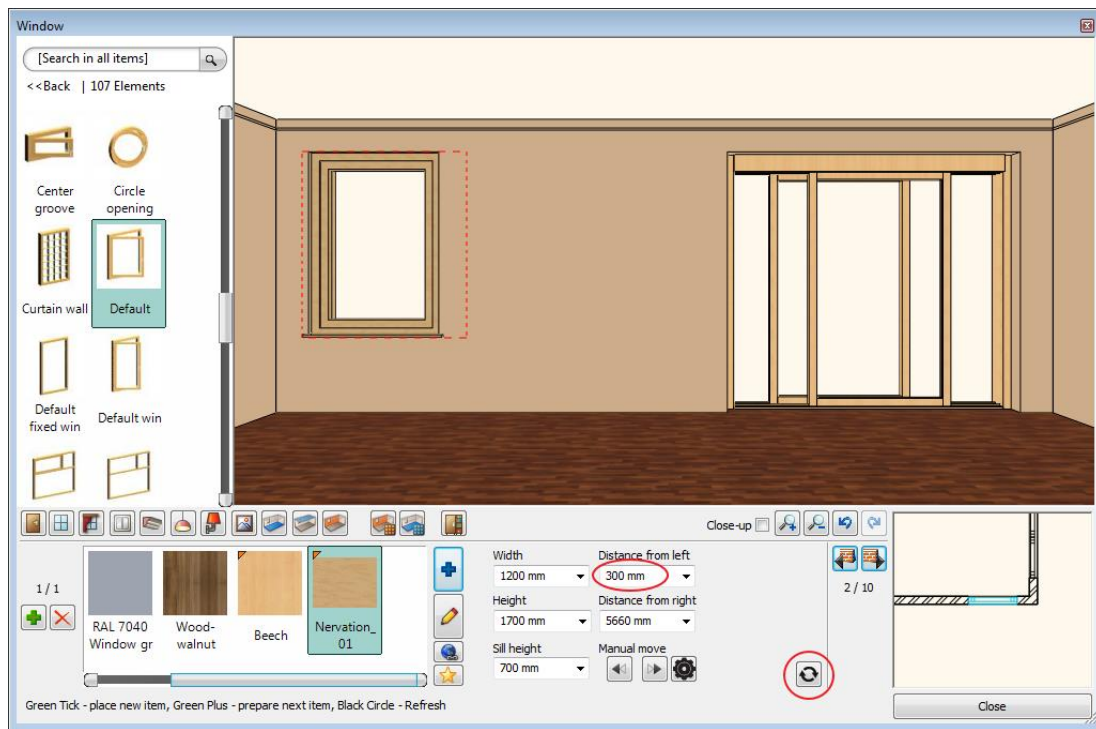 Window
[Search in all items]
<<Back | 107 Elements
Center
groove
Circle
opening
Curtain wall
Default
Default
fixed win
Default win
Close-up
1 / 1
RAL 7040
Window gr
Wood-
walnut
Beech
Nervation_
01
Width
1200 mm
Distance from left
300 mm
Height
1700 mm
Distance from right
5660 mm
Sill height
700 mm
Manual move
2 / 10
Green Tick - place new item, Green Plus - prepare next item, Black Circle - Refresh
Close